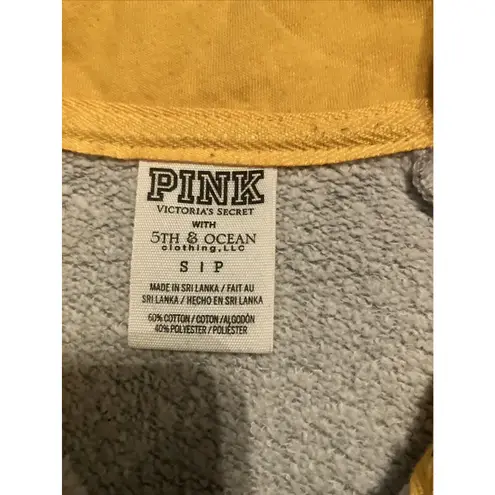 PINK
VICTORIA'S SECRET
WITH
5TH & OCEAN
clothing, LLC
S | P
MADE IN SRI LANKA / FAIT AU
SRI LANKA / HECHO EN SRI LANKA
60% COTTON / COTON / ALGODÓN
40% POLYESTER / POLIÉSTER